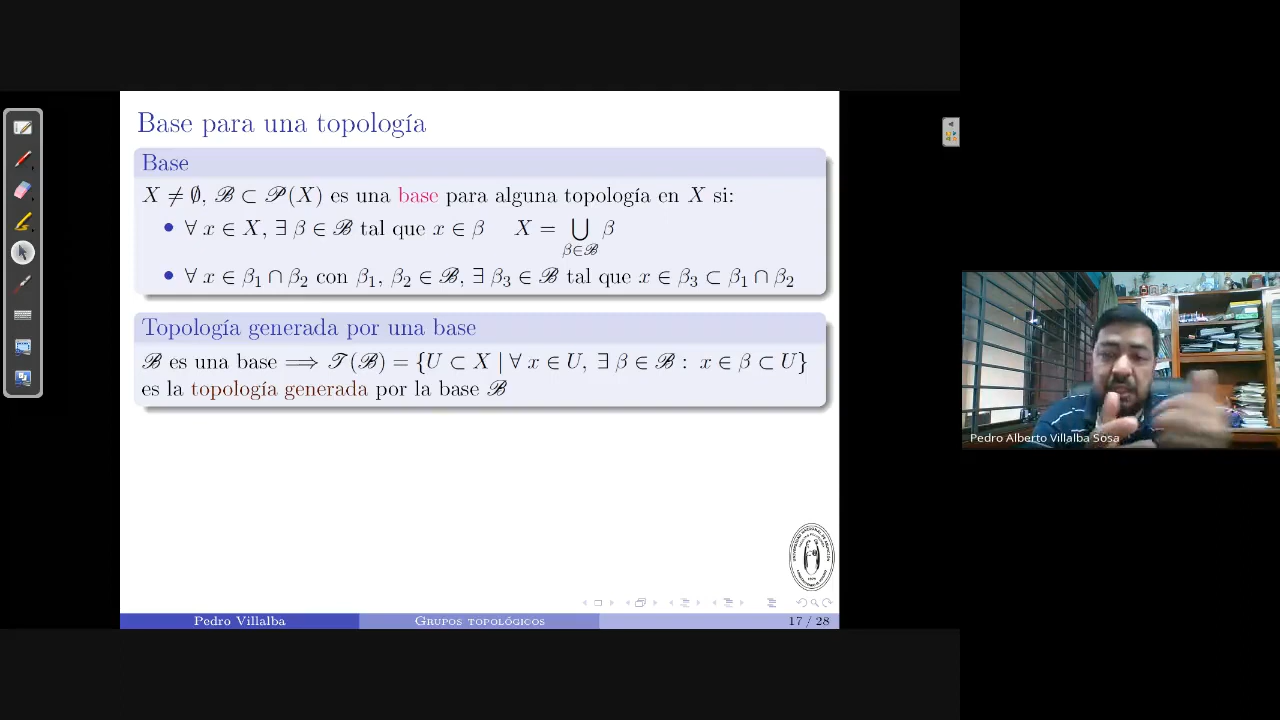 Base para una topología
Base
X ≠ ∅, ℬ ⊂ 𝒫(X) es una base para alguna topología en X si:
• ∀ x ∈ X, ∃ β ∈ ℬ tal que x ∈ β X = ⋃_{β∈ℬ} β
• ∀ x ∈ β₁ ∩ β₂ con β₁, β₂ ∈ ℬ, ∃ β₃ ∈ ℬ tal que x ∈ β₃ ⊂ β₁ ∩ β₂
Topología generada por una base
ℬ es una base ⟹ 𝒯(ℬ) = {U ⊂ X | ∀ x ∈ U, ∃ β ∈ ℬ : x ∈ β ⊂ U}
es la topología generada por la base ℬ
Pedro Villalba
Grupos topológicos
17 / 28
Pedro Alberto Villalba Sosa